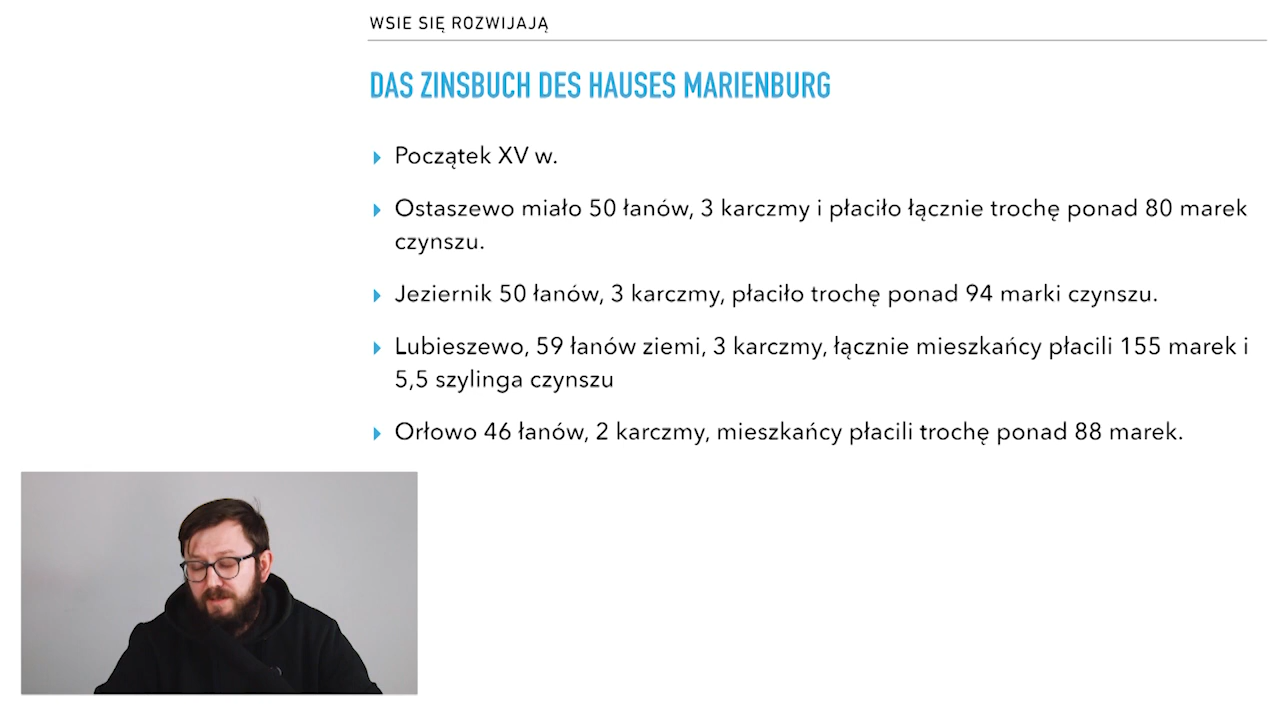 WSIE SIĘ ROZWIJAJĄ
DAS ZINSBUCH DES HAUSES MARIENBURG
Początek XV w.
Ostaszewo miało 50 łanów, 3 karczmy i płaciło łącznie trochę ponad 80 marek
czynszu.
Jeziernik 50 łanów, 3 karczmy, płaciło trochę ponad 94 marki czynszu.
Lubieszewo, 59 łanów ziemi, 3 karczmy, łącznie mieszkańcy płacili 155 marek i
5,5 szylinga czynszu
Orłowo 46 łanów, 2 karczmy, mieszkańcy płacili trochę ponad 88 marek.